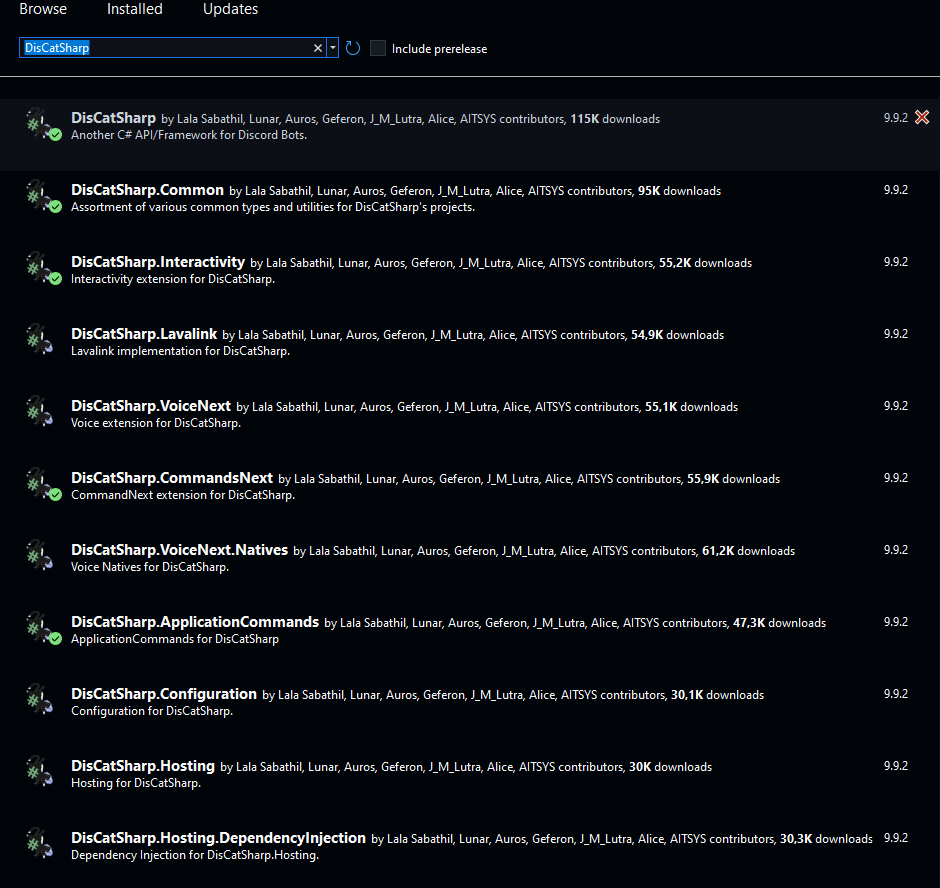 Browse Installed Updates
DisCatSharp Include prerelease
DisCatSharp by Lala Sabathil, Lunar, Auros, Geferon, J_M_Lutra, Alice, AITSYS contributors, 115K downloads 9.9.2
Another C# API/Framework for Discord Bots.
DisCatSharp.Common by Lala Sabathil, Lunar, Auros, Geferon, J_M_Lutra, Alice, AITSYS contributors, 95K downloads 9.9.2
Assortment of various common types and utilities for DisCatSharp's projects.
DisCatSharp.Interactivity by Lala Sabathil, Lunar, Auros, Geferon, J_M_Lutra, Alice, AITSYS contributors, 55,2K downloads 9.9.2
Interactivity extension for DisCatSharp.
DisCatSharp.Lavalink by Lala Sabathil, Lunar, Auros, Geferon, J_M_Lutra, Alice, AITSYS contributors, 54,9K downloads 9.9.2
Lavalink implementation for DisCatSharp.
DisCatSharp.VoiceNext by Lala Sabathil, Lunar, Auros, Geferon, J_M_Lutra, Alice, AITSYS contributors, 55,1K downloads 9.9.2
Voice extension for DisCatSharp.
DisCatSharp.CommandsNext by Lala Sabathil, Lunar, Auros, Geferon, J_M_Lutra, Alice, AITSYS contributors, 55,9K downloads 9.9.2
CommandNext extension for DisCatSharp.
DisCatSharp.VoiceNext.Natives by Lala Sabathil, Lunar, Auros, Geferon, J_M_Lutra, Alice, AITSYS contributors, 61,2K downloads 9.9.2
Voice Natives for DisCatSharp.
DisCatSharp.ApplicationCommands by Lala Sabathil, Lunar, Auros, Geferon, J_M_Lutra, Alice, AITSYS contributors, 47,3K downloads 9.9.2
ApplicationCommands for DisCatSharp
DisCatSharp.Configuration by Lala Sabathil, Lunar, Auros, Geferon, J_M_Lutra, Alice, AITSYS contributors, 30,1K downloads 9.9.2
Configuration for DisCatSharp.
DisCatSharp.Hosting by Lala Sabathil, Lunar, Auros, Geferon, J_M_Lutra, Alice, AITSYS contributors, 30K downloads 9.9.2
Hosting for DisCatSharp.
DisCatSharp.Hosting.DependencyInjection by Lala Sabathil, Lunar, Auros, Geferon, J_M_Lutra, Alice, AITSYS contributors, 30,3K downloads 9.9.2
Dependency Injection for DisCatSharp.Hosting.